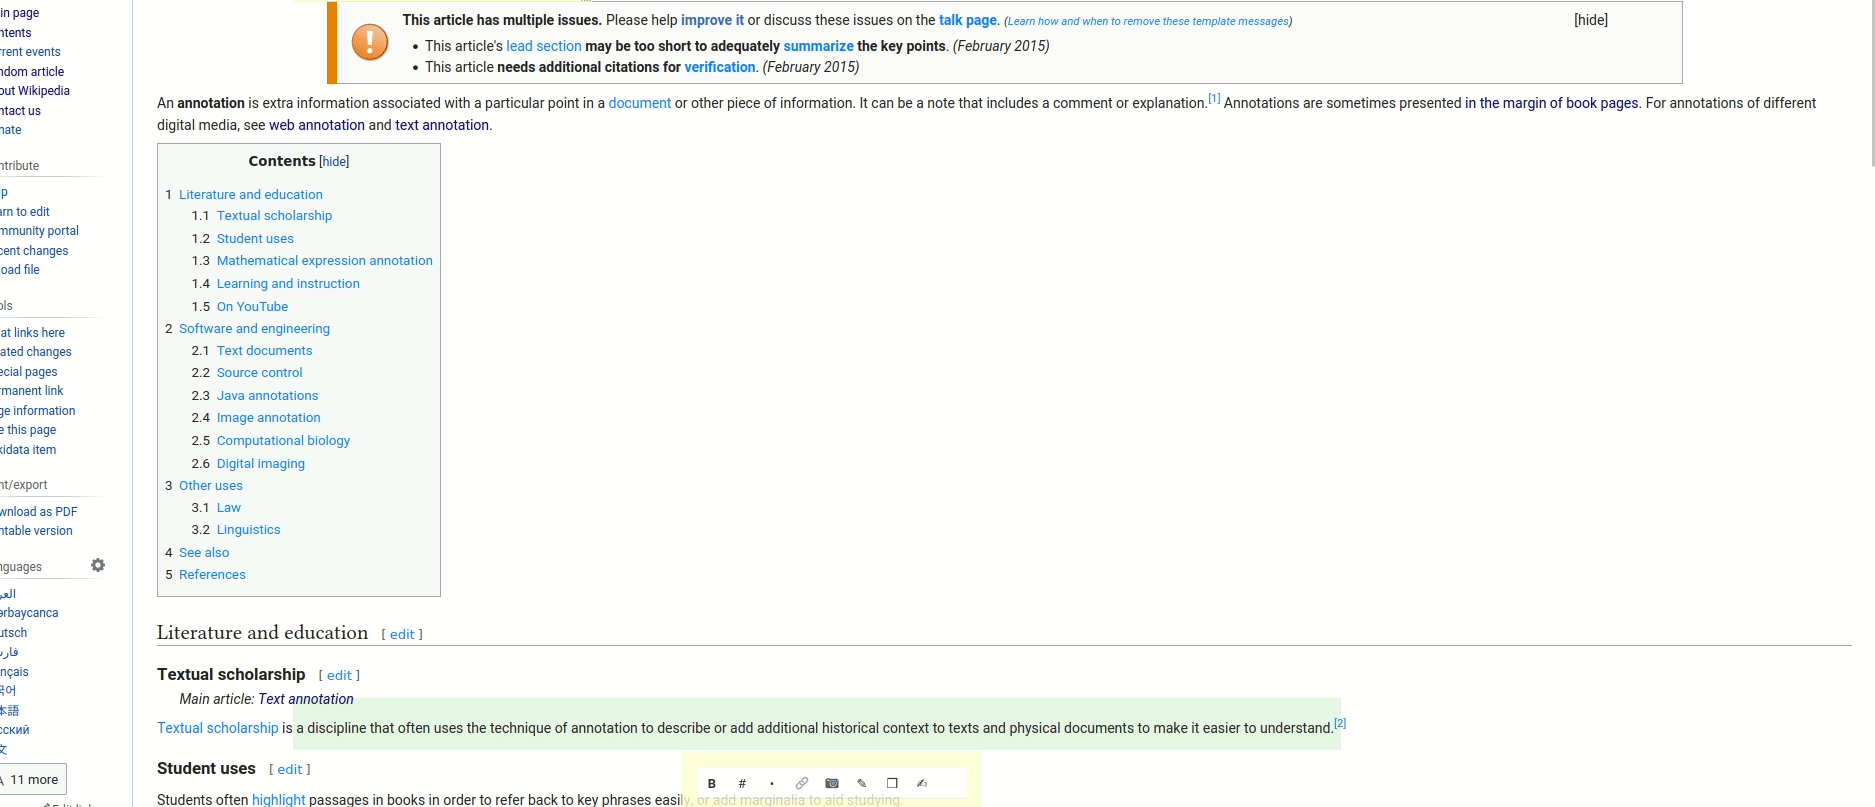 in page
ntents
rrent events
ndom article
out Wikipedia
ntact us
nate
ntribute
lp
arn to edit
mmunity portal
cent changes
load file
ols
at links here
ated changes
ecial pages
rmanent link
ge information
e this page
kidata item
nt/export
wnload as PDF
ntable version
nguages
العر
ərbaycanca
utsch
فارس
nçais
국어
本語
сский
文
11 more
This article has multiple issues. Please help improve it or discuss these issues on the talk page. (Learn how and when to remove these template messages)
[hide]
• This article's lead section may be too short to adequately summarize the key points. (February 2015)
• This article needs additional citations for verification. (February 2015)
An annotation is extra information associated with a particular point in a document or other piece of information. It can be a note that includes a comment or explanation.[1] Annotations are sometimes presented in the margin of book pages. For annotations of different
digital media, see web annotation and text annotation.
Contents [hide]
1 Literature and education
1.1 Textual scholarship
1.2 Student uses
1.3 Mathematical expression annotation
1.4 Learning and instruction
1.5 On YouTube
2 Software and engineering
2.1 Text documents
2.2 Source control
2.3 Java annotations
2.4 Image annotation
2.5 Computational biology
2.6 Digital imaging
3 Other uses
3.1 Law
3.2 Linguistics
4 See also
5 References
Literature and education [ edit ]
Textual scholarship [ edit ]
Main article: Text annotation
Textual scholarship is a discipline that often uses the technique of annotation to describe or add additional historical context to texts and physical documents to make it easier to understand.[2]
Student uses [ edit ]
B # ·
Students often highlight passages in books in order to refer back to key phrases easily, or add marginalia to aid studying.